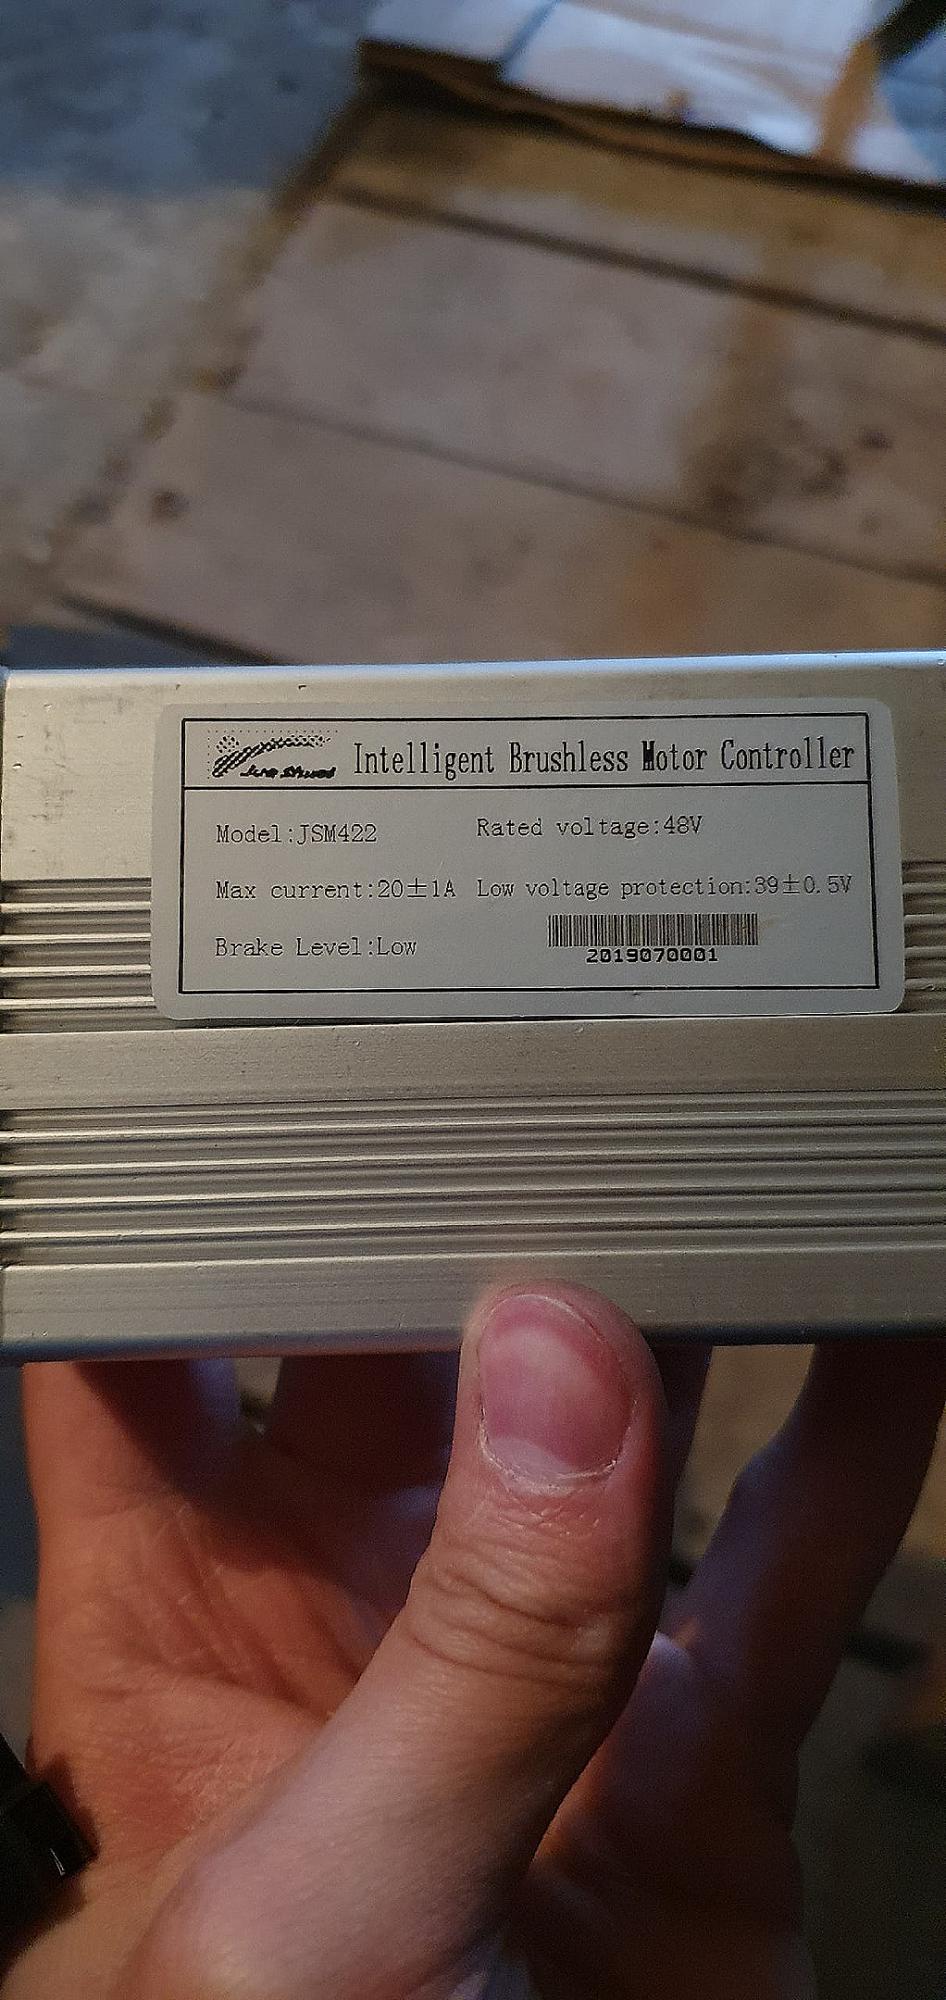 Intelligent Brushless Motor Controller
Model:JSM422 Rated voltage:48V
Max current:20±1A Low voltage protection:39±0.5V
Brake Level:Low
2019070001